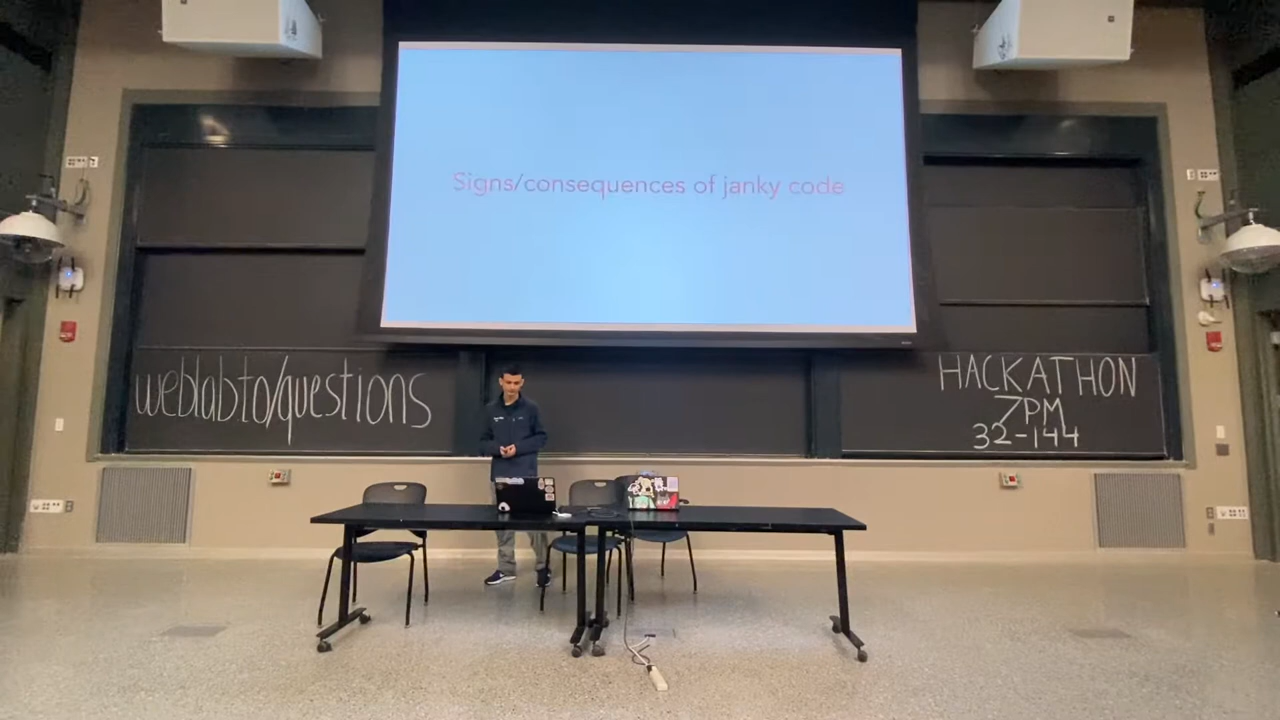 Signs/consequences of janky code
weblab.to/questions
HACKATHON
7PM
32-144